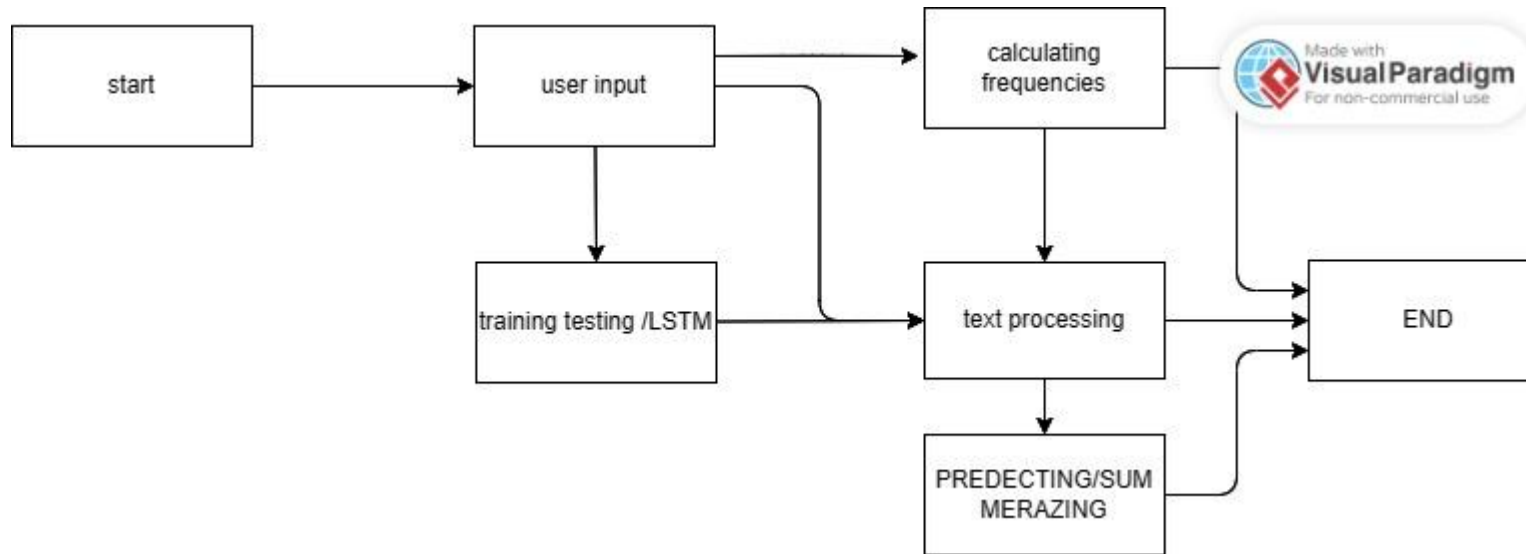 start
user input
calculating
frequencies
Made with
Visual Paradigm
For non-commercial use
training testing /LSTM
text processing
END
PREDECTING/SUM
MERAZING